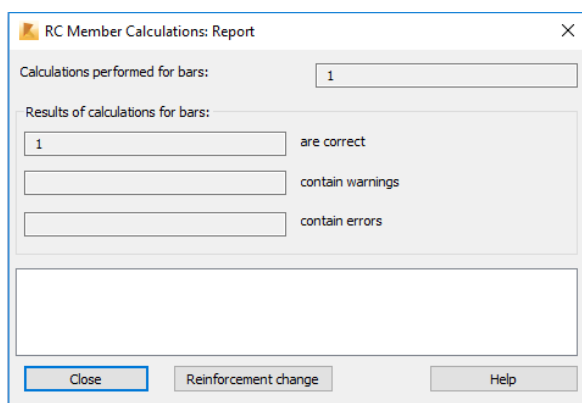 RC Member Calculations: Report
Calculations performed for bars: 1
Results of calculations for bars:
1 are correct
contain warnings
contain errors
Close Reinforcement change Help